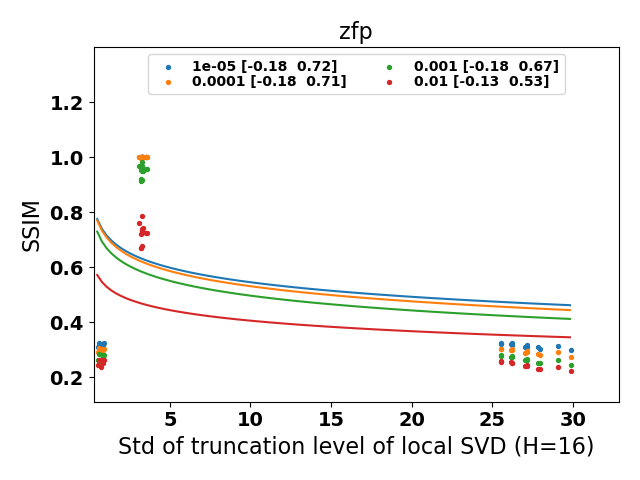 zfp
1e-05 [-0.18  0.72]
0.0001 [-0.18  0.71]
0.001 [-0.18  0.67]
0.01 [-0.13  0.53]
SSIM
1.2
1.0
0.8
0.6
0.4
0.2
5 10 15 20 25 30
Std of truncation level of local SVD (H=16)